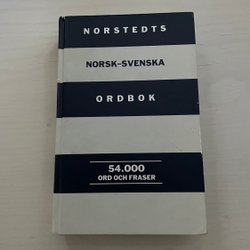 NORSTEDTS
NORSK–SVENSKA
ORDBOK
54.000
ORD OCH FRASER